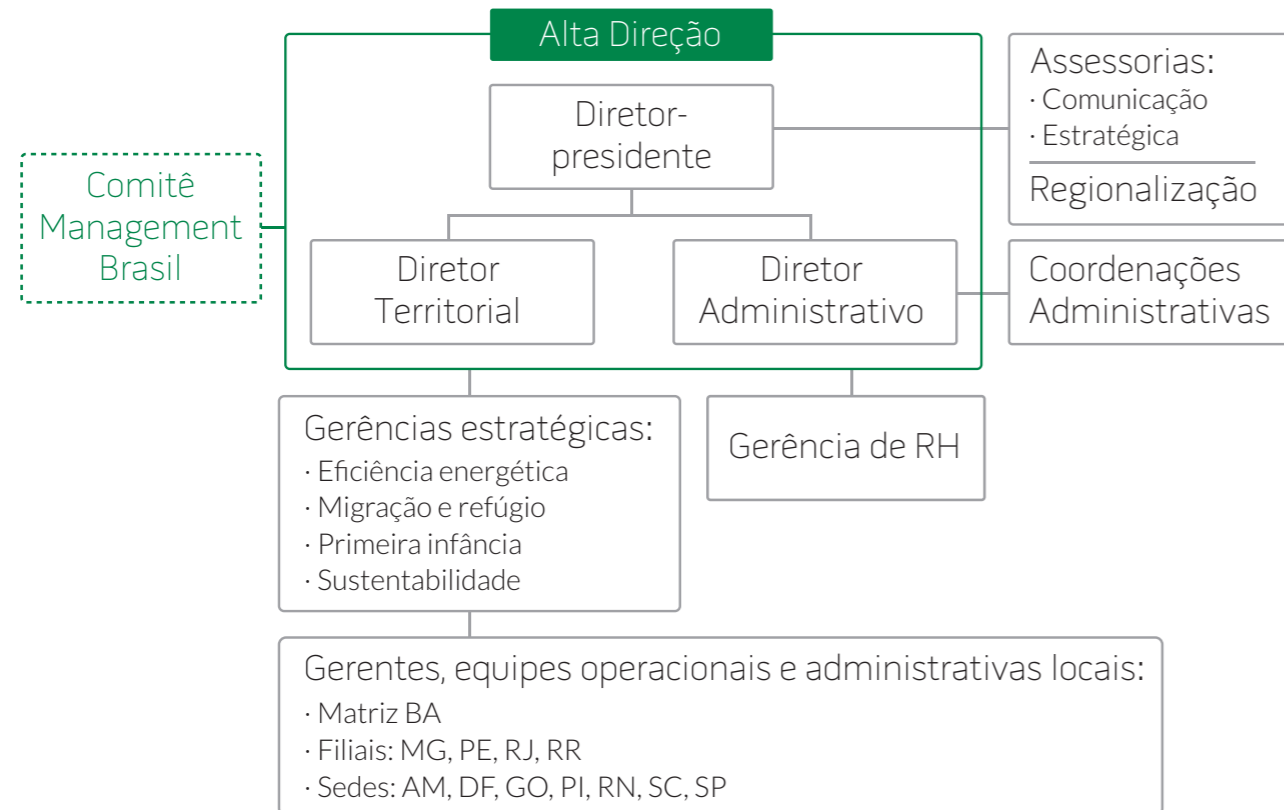 Alta Direção
Diretor-
presidente
Assessorias:
· Comunicação
· Estratégica
Regionalização
Comitê
Management
Brasil
Diretor
Territorial
Diretor
Administrativo
Coordenações
Administrativas
Gerências estratégicas:
· Eficiência energética
· Migração e refúgio
· Primeira infância
· Sustentabilidade
Gerência de RH
Gerentes, equipes operacionais e administrativas locais:
· Matriz BA
· Filiais: MG, PE, RJ, RR
· Sedes: AM, DF, GO, PI, RN, SC, SP